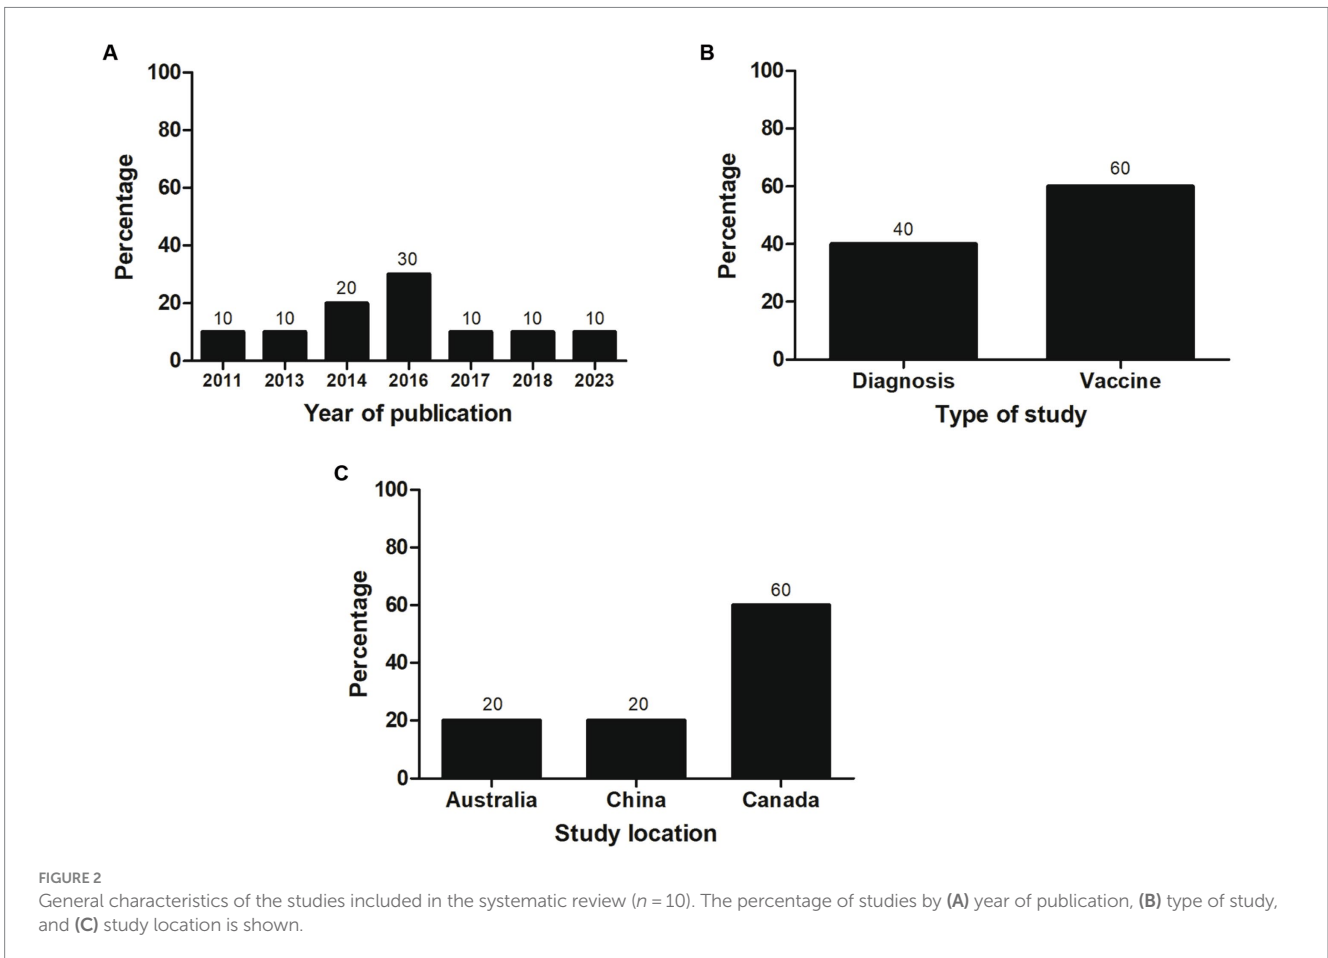 A
100
80
60
40
20
0
Percentage
10 10 20 30 10 10 10
2011 2013 2014 2016 2017 2018 2023
Year of publication
B
100
80
60
40
20
0
Percentage
40 60
Diagnosis Vaccine
Type of study
C
100
80
60
40
20
0
Percentage
20 20 60
Australia China Canada
Study location
FIGURE 2
General characteristics of the studies included in the systematic review (n = 10). The percentage of studies by (A) year of publication, (B) type of study,
and (C) study location is shown.